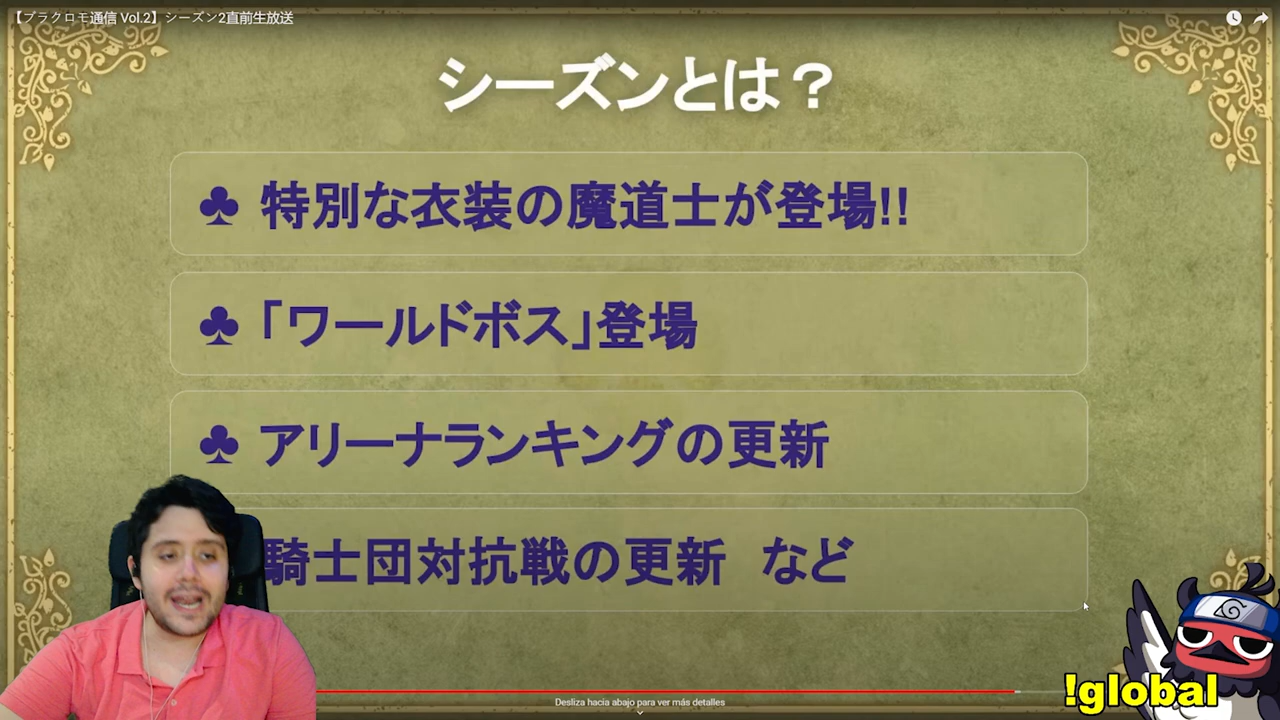 【ブラクロモ通信 Vol.2】シーズン2直前生放送
シーズンとは？
♣ 特別な衣装の魔道士が登場!!
♣ 「ワールドボス」登場
♣ アリーナランキングの更新
騎士団対抗戦の更新　など
Desliza hacia abajo para ver más detalles
!global